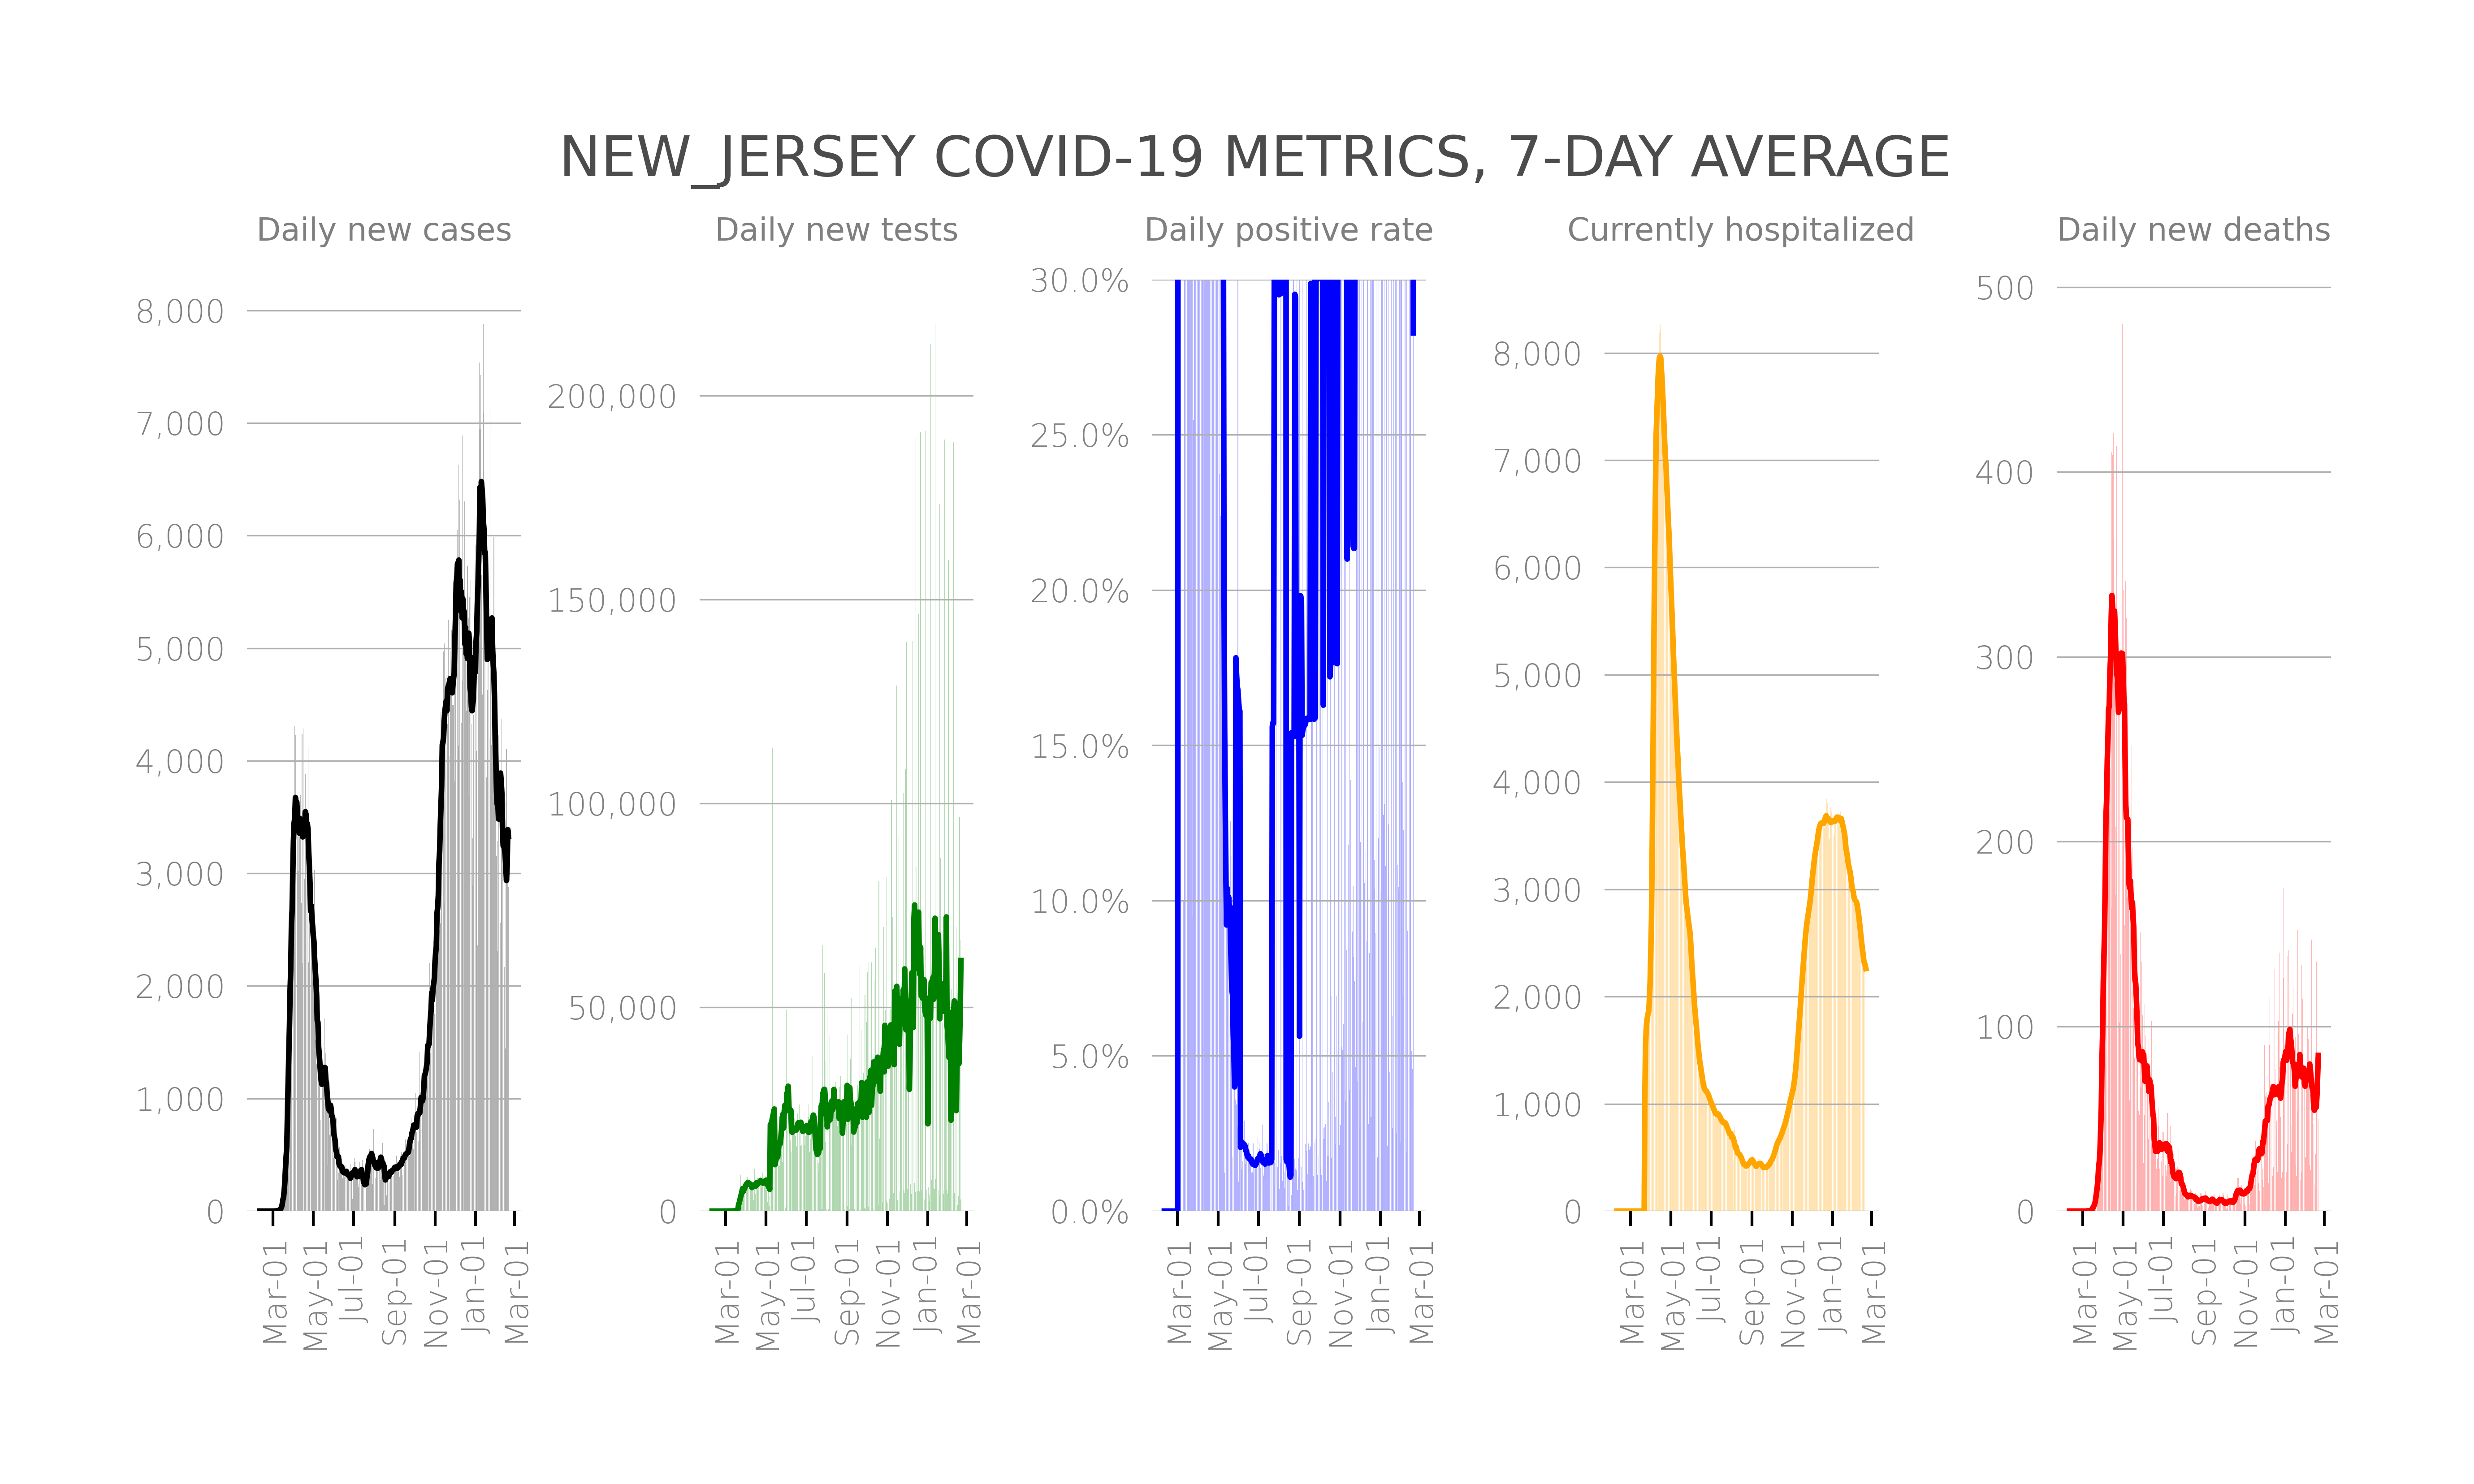 NEW_JERSEY COVID-19 METRICS, 7-DAY AVERAGE
Daily new cases
8,000
7,000
6,000
5,000
4,000
3,000
2,000
1,000
0
Mar-01
May-01
Jul-01
Sep-01
Nov-01
Jan-01
Mar-01
Daily new tests
200,000
150,000
100,000
50,000
0
Mar-01
May-01
Jul-01
Sep-01
Nov-01
Jan-01
Mar-01
Daily positive rate
30.0%
25.0%
20.0%
15.0%
10.0%
5.0%
0.0%
Mar-01
May-01
Jul-01
Sep-01
Nov-01
Jan-01
Mar-01
Currently hospitalized
8,000
7,000
6,000
5,000
4,000
3,000
2,000
1,000
0
Mar-01
May-01
Jul-01
Sep-01
Nov-01
Jan-01
Mar-01
Daily new deaths
500
400
300
200
100
0
Mar-01
May-01
Jul-01
Sep-01
Nov-01
Jan-01
Mar-01